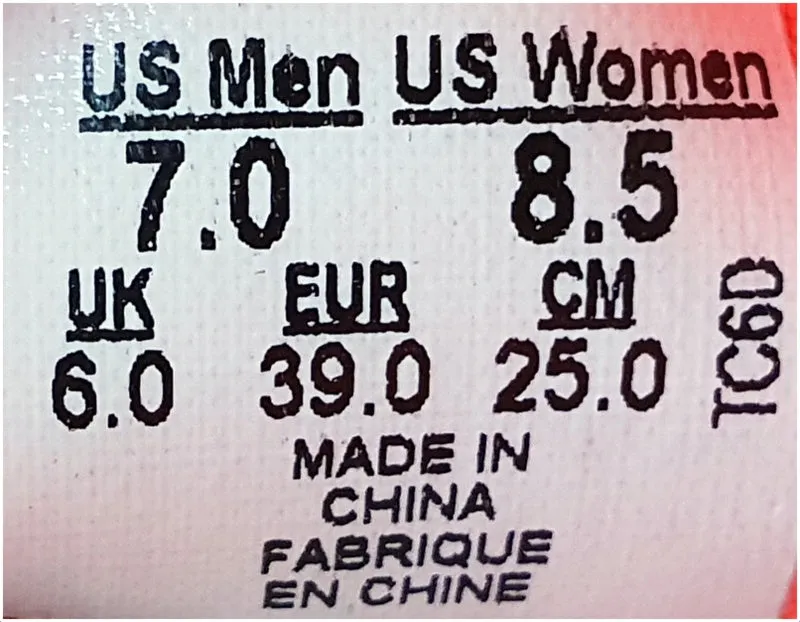 US Men US Women
7.0 8.5
UK EUR CM
6.0 39.0 25.0
TC6D
MADE IN
CHINA
FABRIQUE
EN CHINE